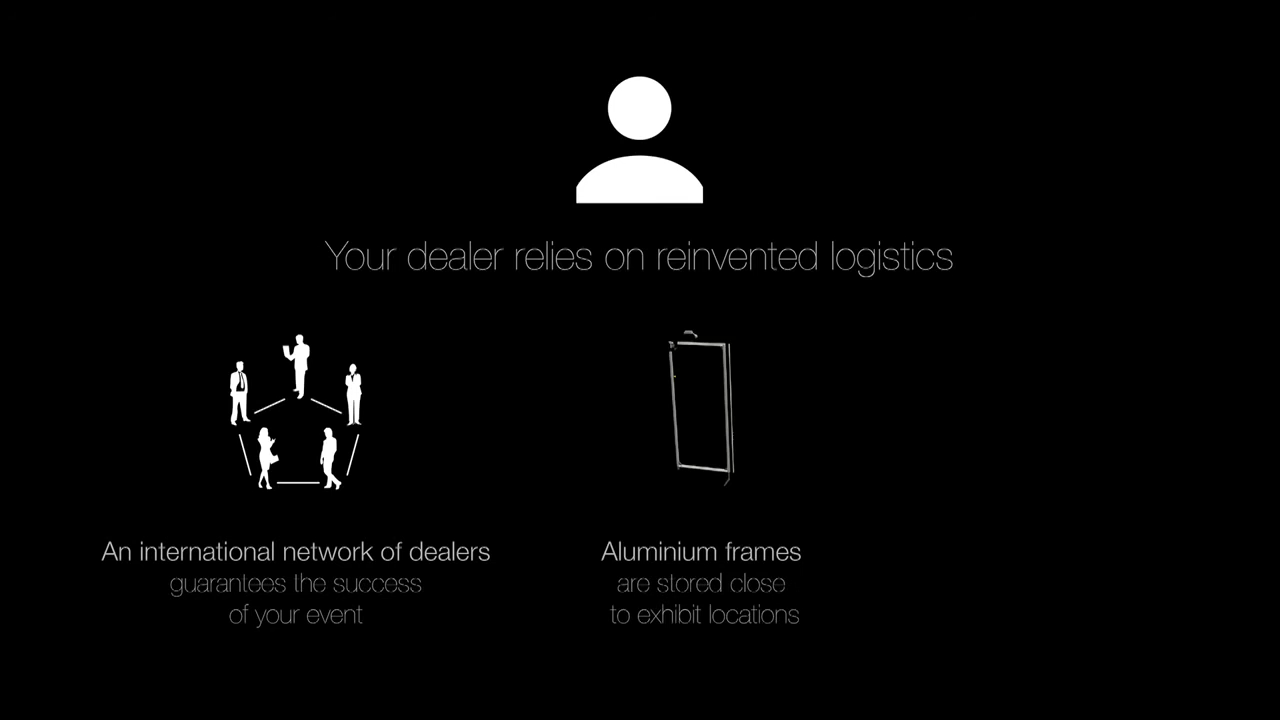 Your dealer relies on reinvented logistics
An international network of dealers
guarantees the success
of your event
Aluminium frames
are stored close
to exhibit locations